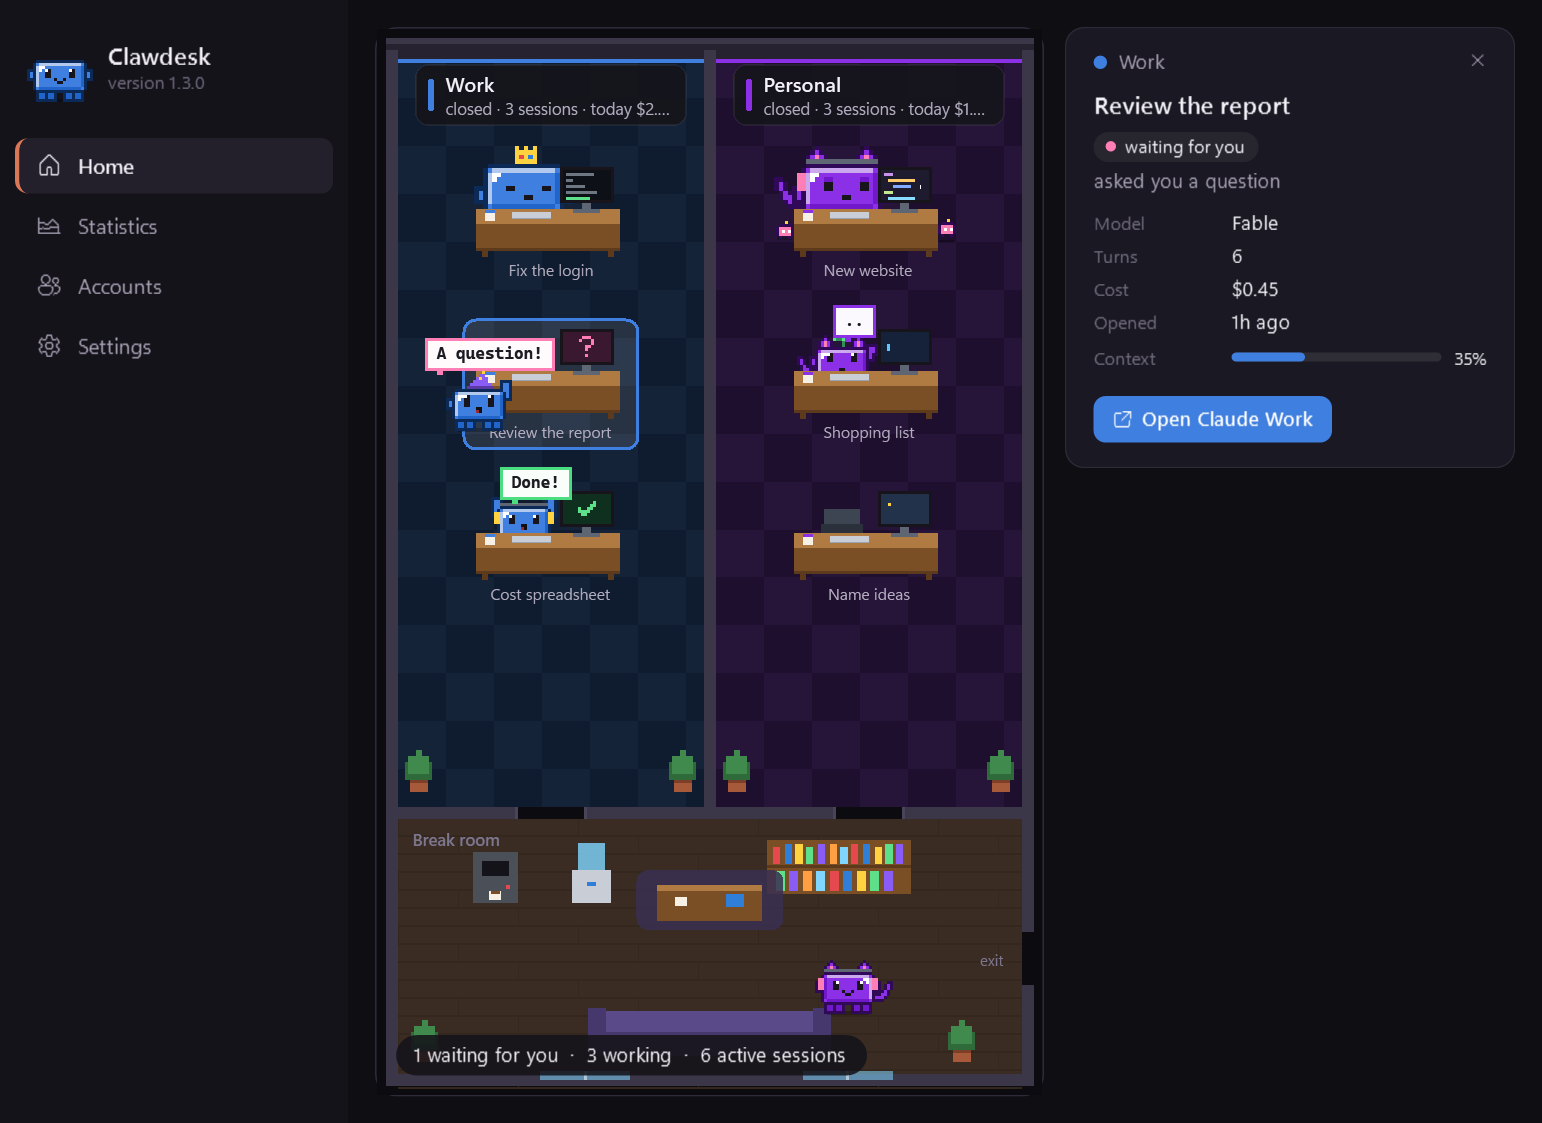 Clawdesk
version 1.3.0
Home
Statistics
Accounts
Settings
Work
closed · 3 sessions · today $2....
Personal
closed · 3 sessions · today $1....
Fix the login
New website
A question!
?
Review the report
..
Shopping list
Done!
Cost spreadsheet
Name ideas
Break room
exit
1 waiting for you · 3 working · 6 active sessions
Work
Review the report
waiting for you
asked you a question
Model Fable
Turns 6
Cost $0.45
Opened 1h ago
Context 35%
Open Claude Work